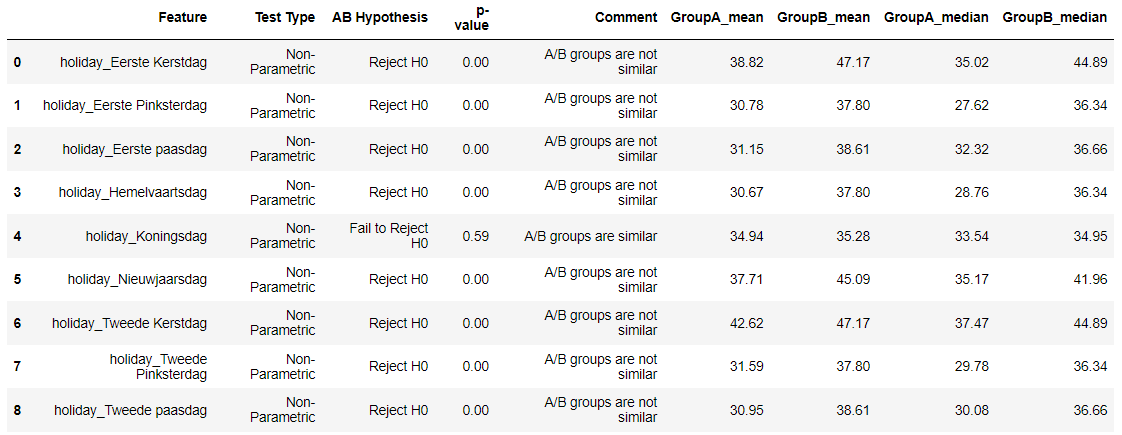 Feature Test Type AB Hypothesis p-value Comment GroupA_mean GroupB_mean GroupA_median GroupB_median
0 holiday_Eerste Kerstdag Non-Parametric Reject H0 0.00 A/B groups are not similar 38.82 47.17 35.02 44.89
1 holiday_Eerste Pinksterdag Non-Parametric Reject H0 0.00 A/B groups are not similar 30.78 37.80 27.62 36.34
2 holiday_Eerste paasdag Non-Parametric Reject H0 0.00 A/B groups are not similar 31.15 38.61 32.32 36.66
3 holiday_Hemelvaartsdag Non-Parametric Reject H0 0.00 A/B groups are not similar 30.67 37.80 28.76 36.34
4 holiday_Koningsdag Non-Parametric Fail to Reject H0 0.59 A/B groups are similar 34.94 35.28 33.54 34.95
5 holiday_Nieuwjaarsdag Non-Parametric Reject H0 0.00 A/B groups are not similar 37.71 45.09 35.17 41.96
6 holiday_Tweede Kerstdag Non-Parametric Reject H0 0.00 A/B groups are not similar 42.62 47.17 37.47 44.89
7 holiday_Tweede Pinksterdag Non-Parametric Reject H0 0.00 A/B groups are not similar 31.59 37.80 29.78 36.34
8 holiday_Tweede paasdag Non-Parametric Reject H0 0.00 A/B groups are not similar 30.95 38.61 30.08 36.66